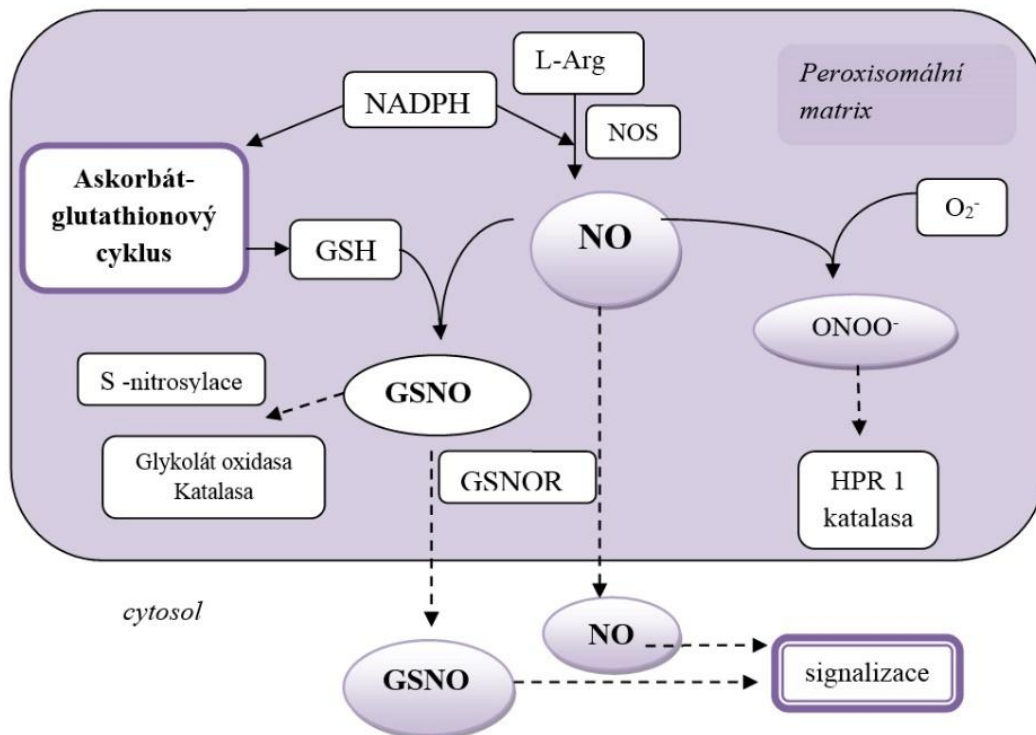 L-Arg
Peroxisomální
matrix
NADPH
NOS
Askorbát-
glutathionový
cyklus
O₂⁻
NO
GSH
ONOO⁻
S -nitrosylace
GSNO
Glykolát oxidasa
Katalasa
GSNOR
HPR 1
katalasa
cytosol
NO
GSNO
signalizace